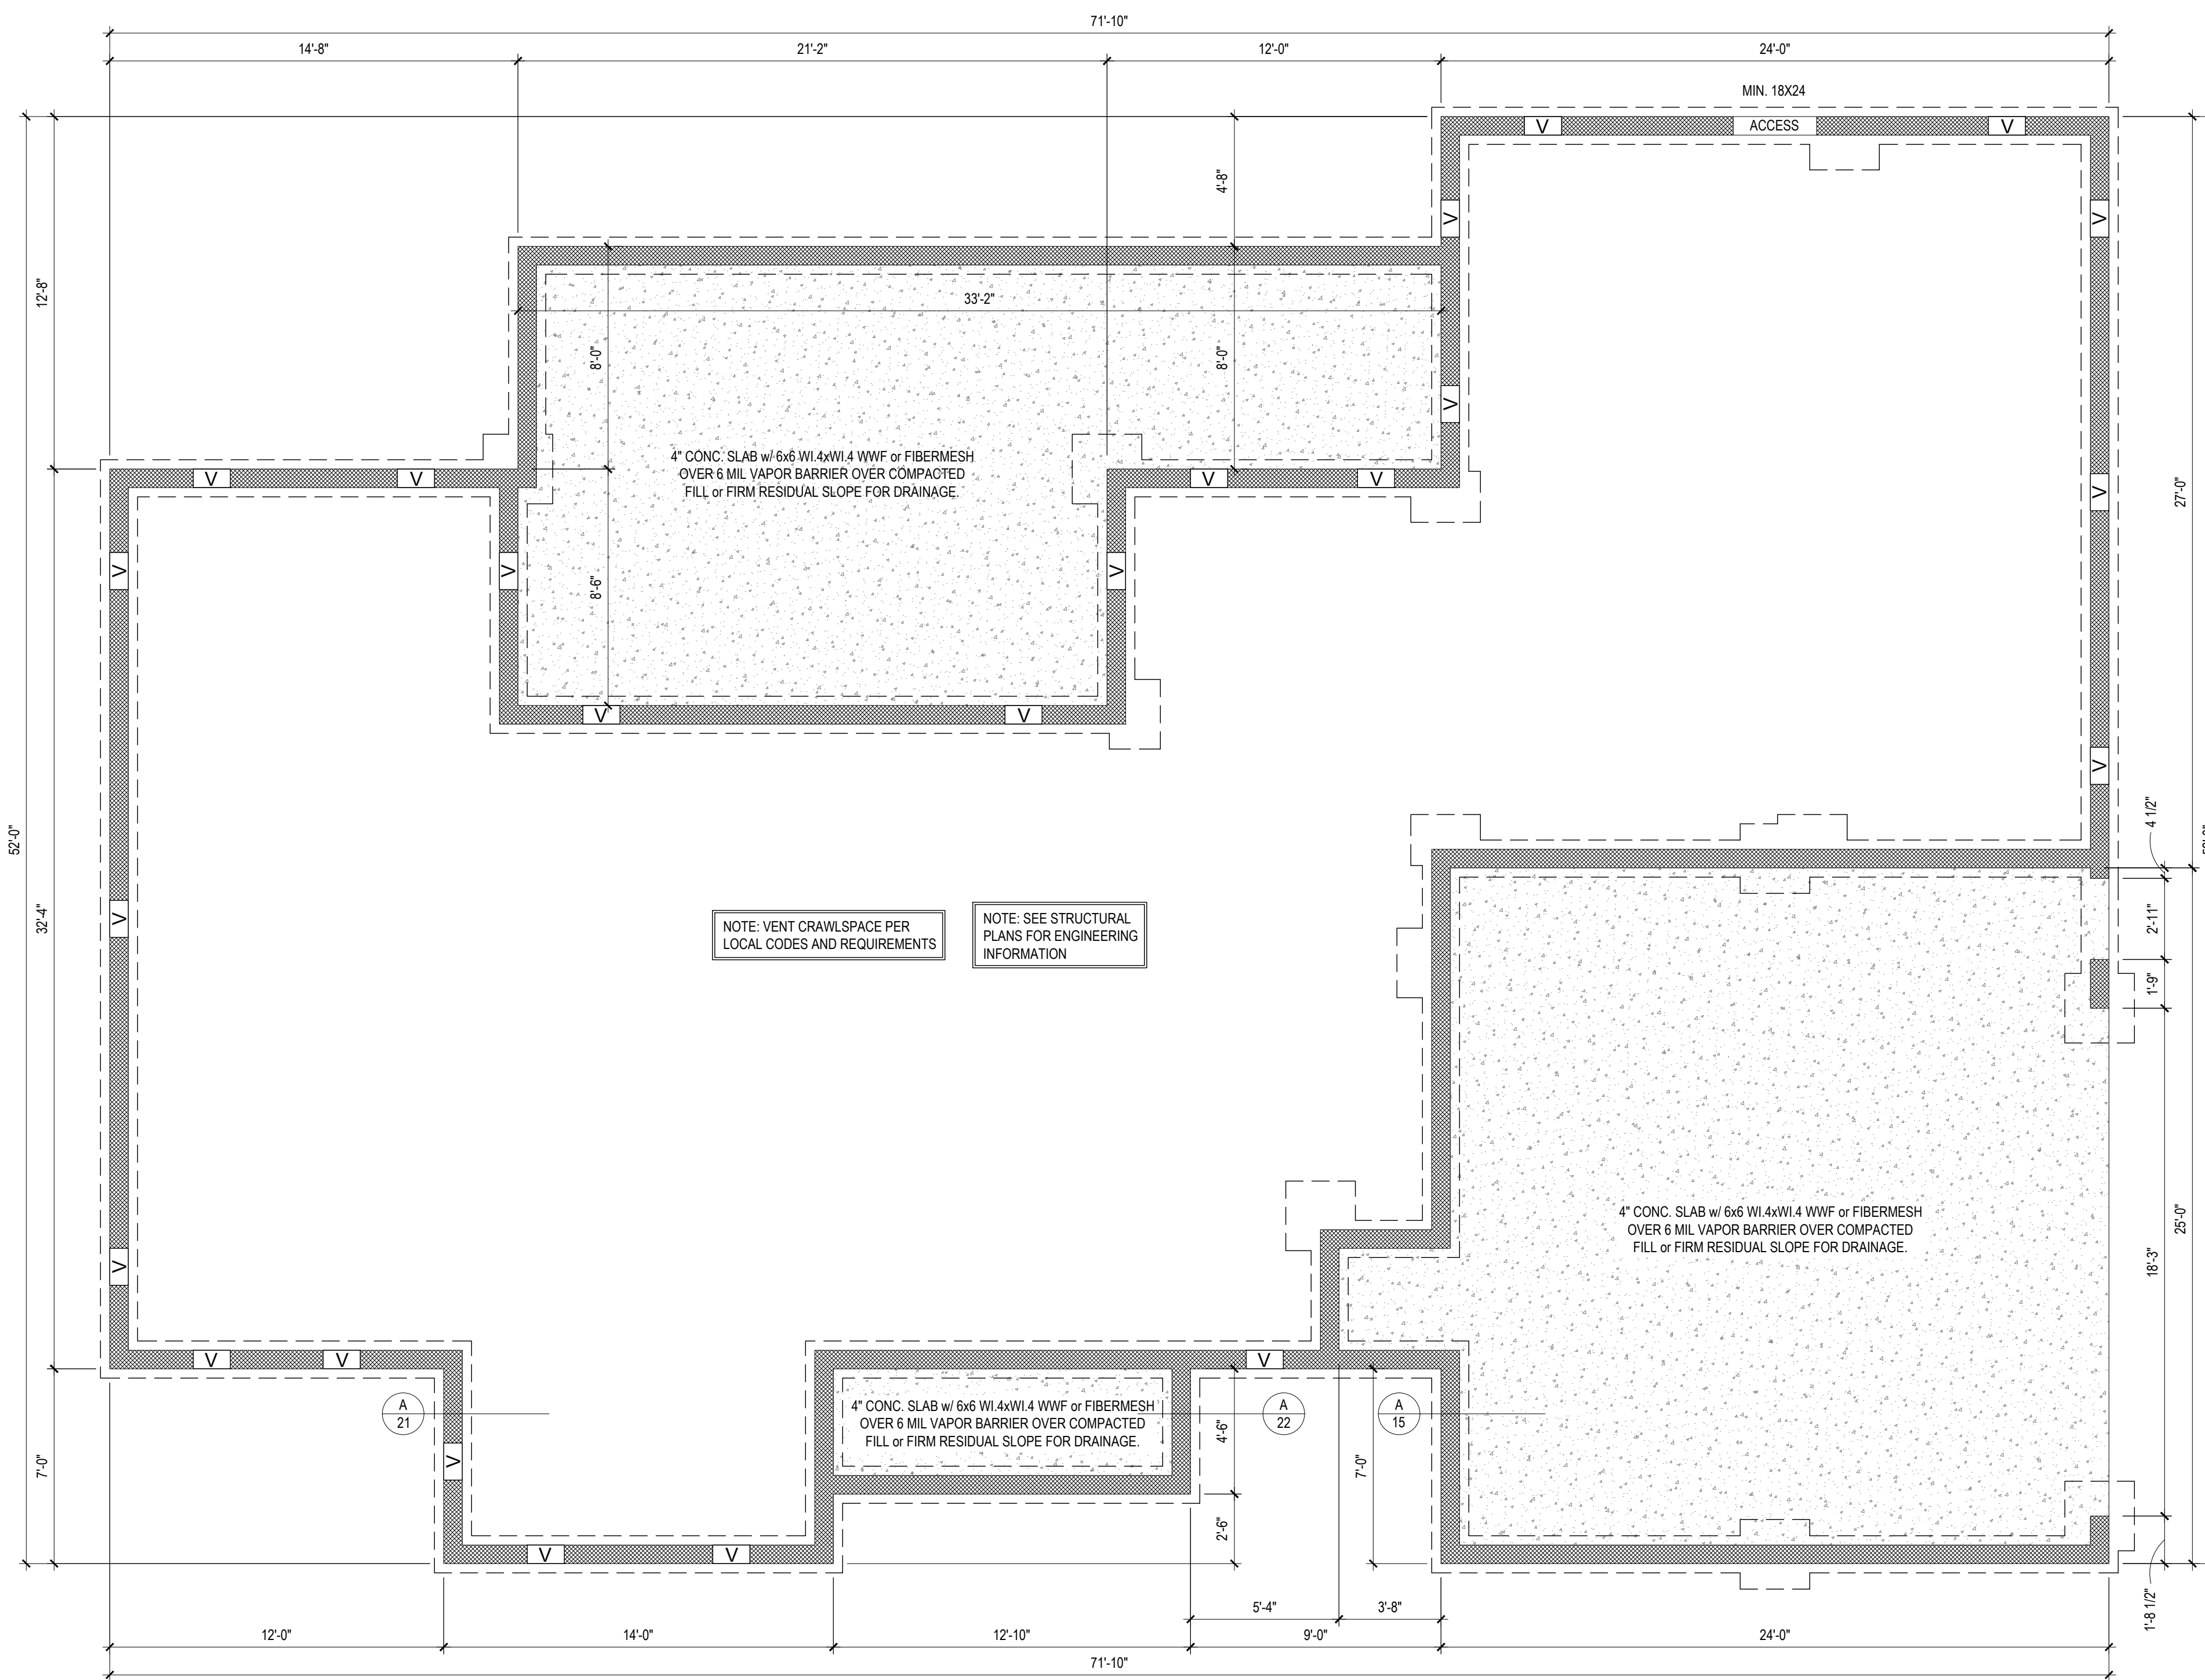 71'-10"
14'-8"
21'-2"
12'-0"
24'-0"
MIN. 18X24
V
ACCESS
V
4'-8"
V
V
12'-8"
33'-2"
8'-0"
8'-0"
V
4" CONC. SLAB w/ 6x6 WI.4xWI.4 WWF or FIBERMESH
OVER 6 MIL VAPOR BARRIER OVER COMPACTED
FILL or FIRM RESIDUAL SLOPE FOR DRAINAGE.
V
V
V
V
V
27'-0"
V
V
V
8'-6"
V
V
V
4 1/2"
52'-0"
32'-4"
V
NOTE: VENT CRAWLSPACE PER
LOCAL CODES AND REQUIREMENTS
NOTE: SEE STRUCTURAL
PLANS FOR ENGINEERING
INFORMATION
2'-11"
1'-9"
4" CONC. SLAB w/ 6x6 WI.4xWI.4 WWF or FIBERMESH
OVER 6 MIL VAPOR BARRIER OVER COMPACTED
FILL or FIRM RESIDUAL SLOPE FOR DRAINAGE.
25'-0"
18'-3"
V
V
V
V
A
21
4" CONC. SLAB w/ 6x6 WI.4xWI.4 WWF or FIBERMESH
OVER 6 MIL VAPOR BARRIER OVER COMPACTED
FILL or FIRM RESIDUAL SLOPE FOR DRAINAGE.
A
22
A
15
4'-6"
7'-0"
V
7'-0"
2'-6"
V
V
1'-8 1/2"
5'-4"
3'-8"
12'-0"
14'-0"
12'-10"
9'-0"
24'-0"
71'-10"